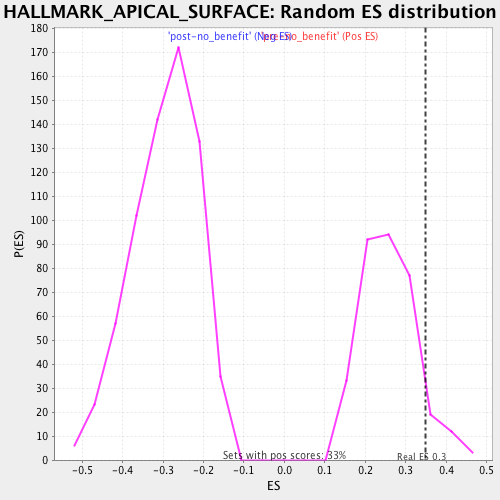 HALLMARK_APICAL_SURFACE: Random ES distribution
'post-no_benefit' (Neg ES)
'pre-no_benefit' (Pos ES)
P(ES)
180
170
160
150
140
130
120
110
100
90
80
70
60
50
40
30
20
10
0
Sets with pos scores: 33%
Real ES 0.3
-0.5 -0.4 -0.3 -0.2 -0.1 0.0 0.1 0.2 0.3 0.4 0.5
ES